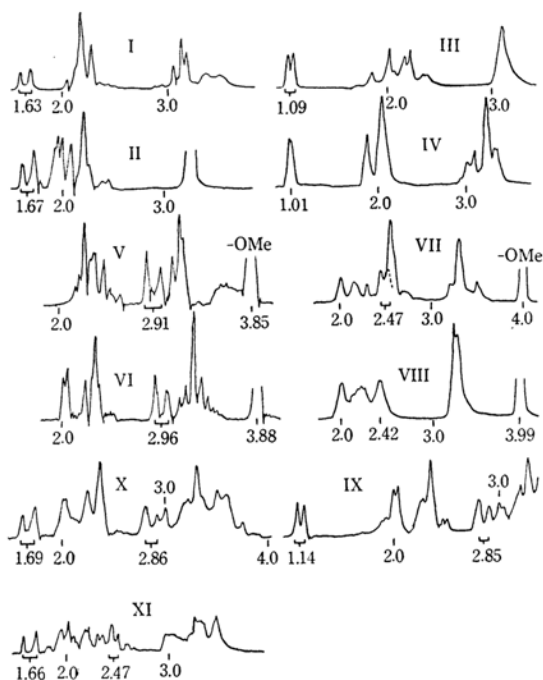 I
III
1.63 2.0 3.0
1.09 2.0 3.0
II
IV
1.67 2.0 3.0
1.01 2.0 3.0
-OMe
V
2.0 2.91 3.85
-OMe
VII
2.0 2.47 3.0 4.0
VI
2.0 2.96 3.88
VIII
2.0 2.42 3.0 3.99
X
3.0
1.69 2.0 2.86 4.0
IX
3.0
1.14 2.0 2.85
XI
1.66 2.0 2.47 3.0